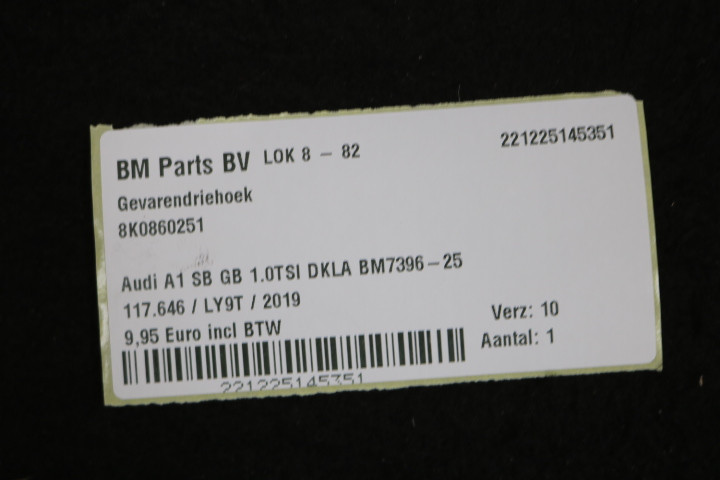 BM Parts BV LOK 8 - 82 221225145351
Gevarendriehoek
8K0860251
Audi A1 SB GB 1.0TSI DKLA BM7396-25
117.646 / LY9T / 2019
9,95 Euro incl BTW
Verz: 10
Aantal: 1
221225145351